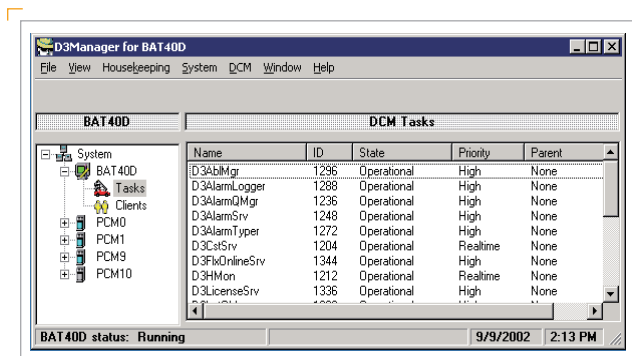 D3Manager for BAT40D
File View Housekeeping System DCM Window Help
BAT40D DCM Tasks
System
BAT40D
Tasks
Clients
PCM0
PCM1
PCM9
PCM10
Name ID State Priority Parent
D3AblMgr 1296 Operational High None
D3AlarmLogger 1288 Operational High None
D3AlarmQMgr 1236 Operational High None
D3AlarmSrv 1248 Operational High None
D3AlarmTyper 1272 Operational High None
D3CstSrv 1204 Operational Realtime None
D3FlxOnlineSrv 1344 Operational High None
D3HMon 1212 Operational Realtime None
D3LicenseSrv 1336 Operational High None
BAT40D status: Running 9/9/2002 2:13 PM